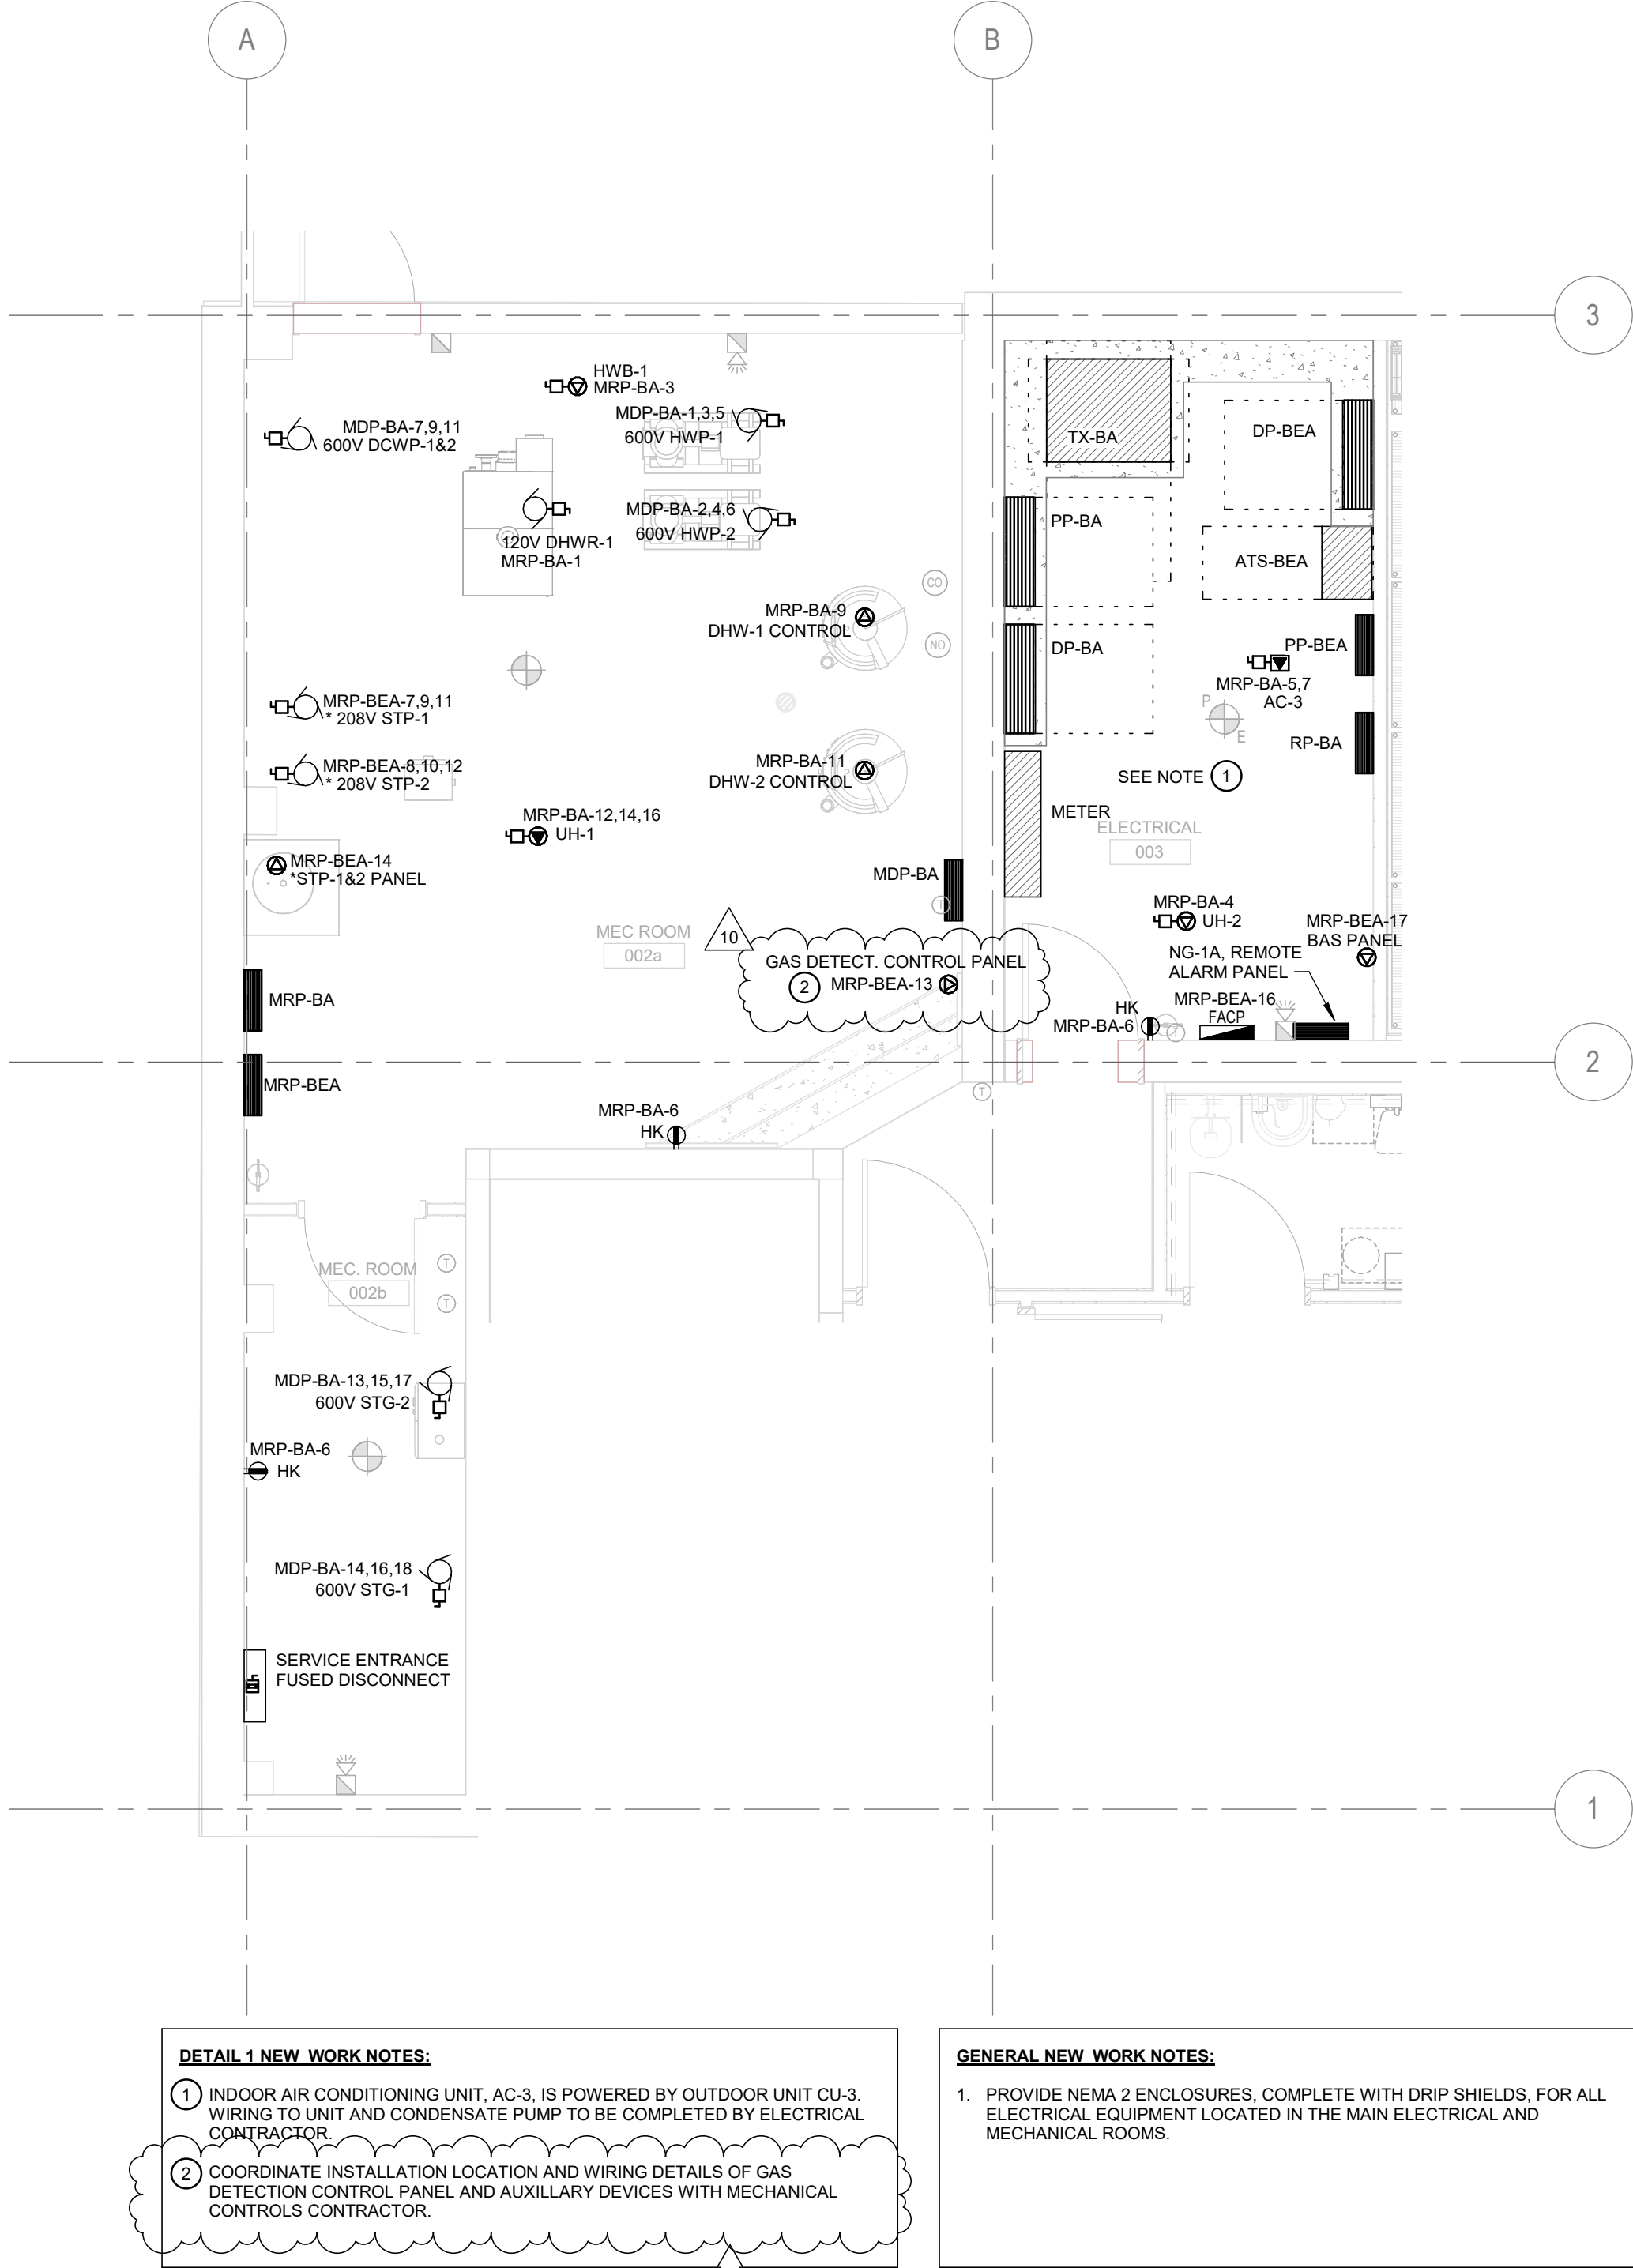 A
B
3
HWB-1
MRP-BA-3
MDP-BA-7,9,11
600V DCWP-1&2
MDP-BA-1,3,5
600V HWP-1
TX-BA
DP-BEA
MDP-BA-2,4,6
600V HWP-2
120V DHWR-1
MRP-BA-1
PP-BA
ATS-BEA
CO
MRP-BA-9
DHW-1 CONTROL
NO
DP-BA
PP-BEA
MRP-BA-5,7
AC-3
P
E
MRP-BEA-7,9,11
* 208V STP-1
RP-BA
MRP-BEA-8,10,12
* 208V STP-2
MRP-BA-11
DHW-2 CONTROL
SEE NOTE 1
MRP-BA-12,14,16
UH-1
METER
ELECTRICAL
003
MRP-BEA-14
*STP-1&2 PANEL
MDP-BA
T
MRP-BA-4
UH-2
MRP-BEA-17
BAS PANEL
MEC ROOM
002a
10
GAS DETECT. CONTROL PANEL
2 MRP-BEA-13
NG-1A, REMOTE
ALARM PANEL
MRP-BA
HK
MRP-BA-6
T
MRP-BEA-16
FACP
2
MRP-BEA
T
MRP-BA-6
HK
MEC. ROOM
002b
T
T
MDP-BA-13,15,17
600V STG-2
MRP-BA-6
HK
MDP-BA-14,16,18
600V STG-1
SERVICE ENTRANCE
FUSED DISCONNECT
1
DETAIL 1 NEW WORK NOTES:
1 INDOOR AIR CONDITIONING UNIT, AC-3, IS POWERED BY OUTDOOR UNIT CU-3.
WIRING TO UNIT AND CONDENSATE PUMP TO BE COMPLETED BY ELECTRICAL
CONTRACTOR.
2 COORDINATE INSTALLATION LOCATION AND WIRING DETAILS OF GAS
DETECTION CONTROL PANEL AND AUXILLARY DEVICES WITH MECHANICAL
CONTROLS CONTRACTOR.
GENERAL NEW WORK NOTES:
1. PROVIDE NEMA 2 ENCLOSURES, COMPLETE WITH DRIP SHIELDS, FOR ALL
ELECTRICAL EQUIPMENT LOCATED IN THE MAIN ELECTRICAL AND
MECHANICAL ROOMS.